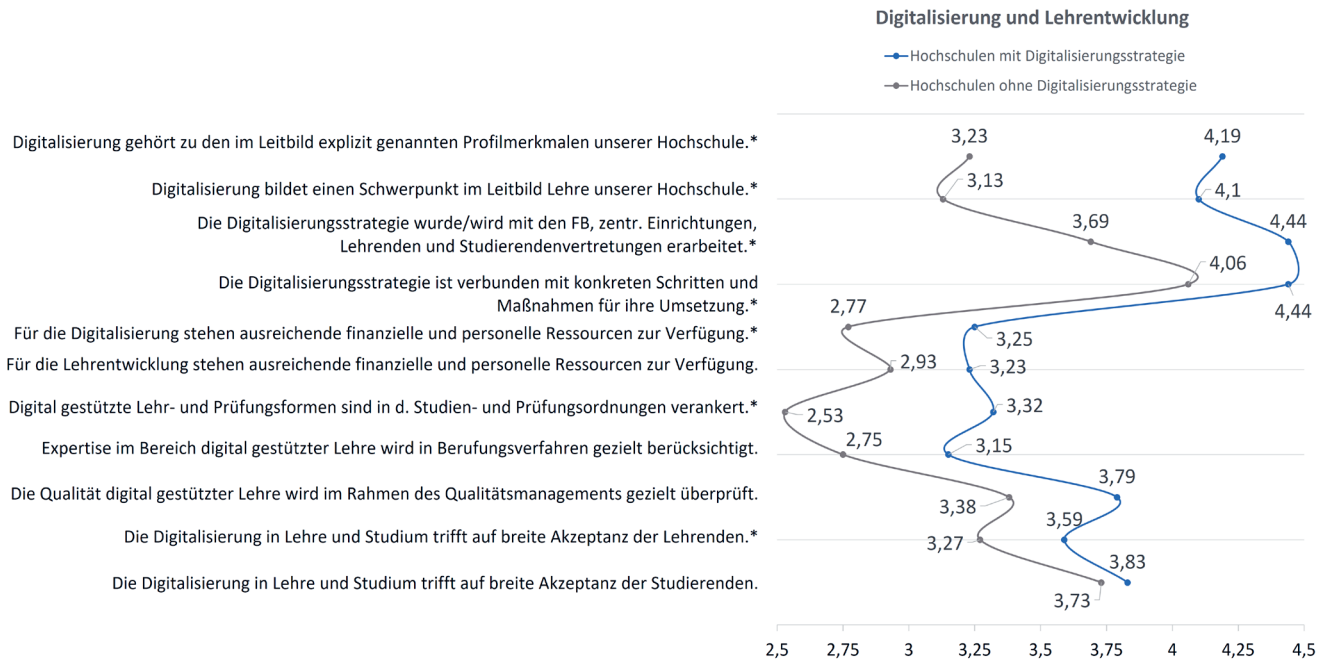 Digitalisierung und Lehrentwicklung
Hochschulen mit Digitalisierungsstrategie
Hochschulen ohne Digitalisierungsstrategie
Digitalisierung gehört zu den im Leitbild explizit genannten Profilmerkmalen unserer Hochschule.*
3,23
4,19
Digitalisierung bildet einen Schwerpunkt im Leitbild Lehre unserer Hochschule.*
3,13
4,1
Die Digitalisierungsstrategie wurde/wird mit den FB, zentr. Einrichtungen,
Lehrenden und Studierendenvertretungen erarbeitet.*
3,69
4,44
Die Digitalisierungsstrategie ist verbunden mit konkreten Schritten und
Maßnahmen für ihre Umsetzung.*
4,06
4,44
Für die Digitalisierung stehen ausreichende finanzielle und personelle Ressourcen zur Verfügung.*
2,77
3,25
Für die Lehrentwicklung stehen ausreichende finanzielle und personelle Ressourcen zur Verfügung.
2,93
3,23
Digital gestützte Lehr- und Prüfungsformen sind in d. Studien- und Prüfungsordnungen verankert.*
2,53
3,32
Expertise im Bereich digital gestützter Lehre wird in Berufungsverfahren gezielt berücksichtigt.
2,75
3,15
Die Qualität digital gestützter Lehre wird im Rahmen des Qualitätsmanagements gezielt überprüft.
3,38
3,79
Die Digitalisierung in Lehre und Studium trifft auf breite Akzeptanz der Lehrenden.*
3,27
3,59
Die Digitalisierung in Lehre und Studium trifft auf breite Akzeptanz der Studierenden.
3,73
3,83
2,5 2,75 3 3,25 3,5 3,75 4 4,25 4,5